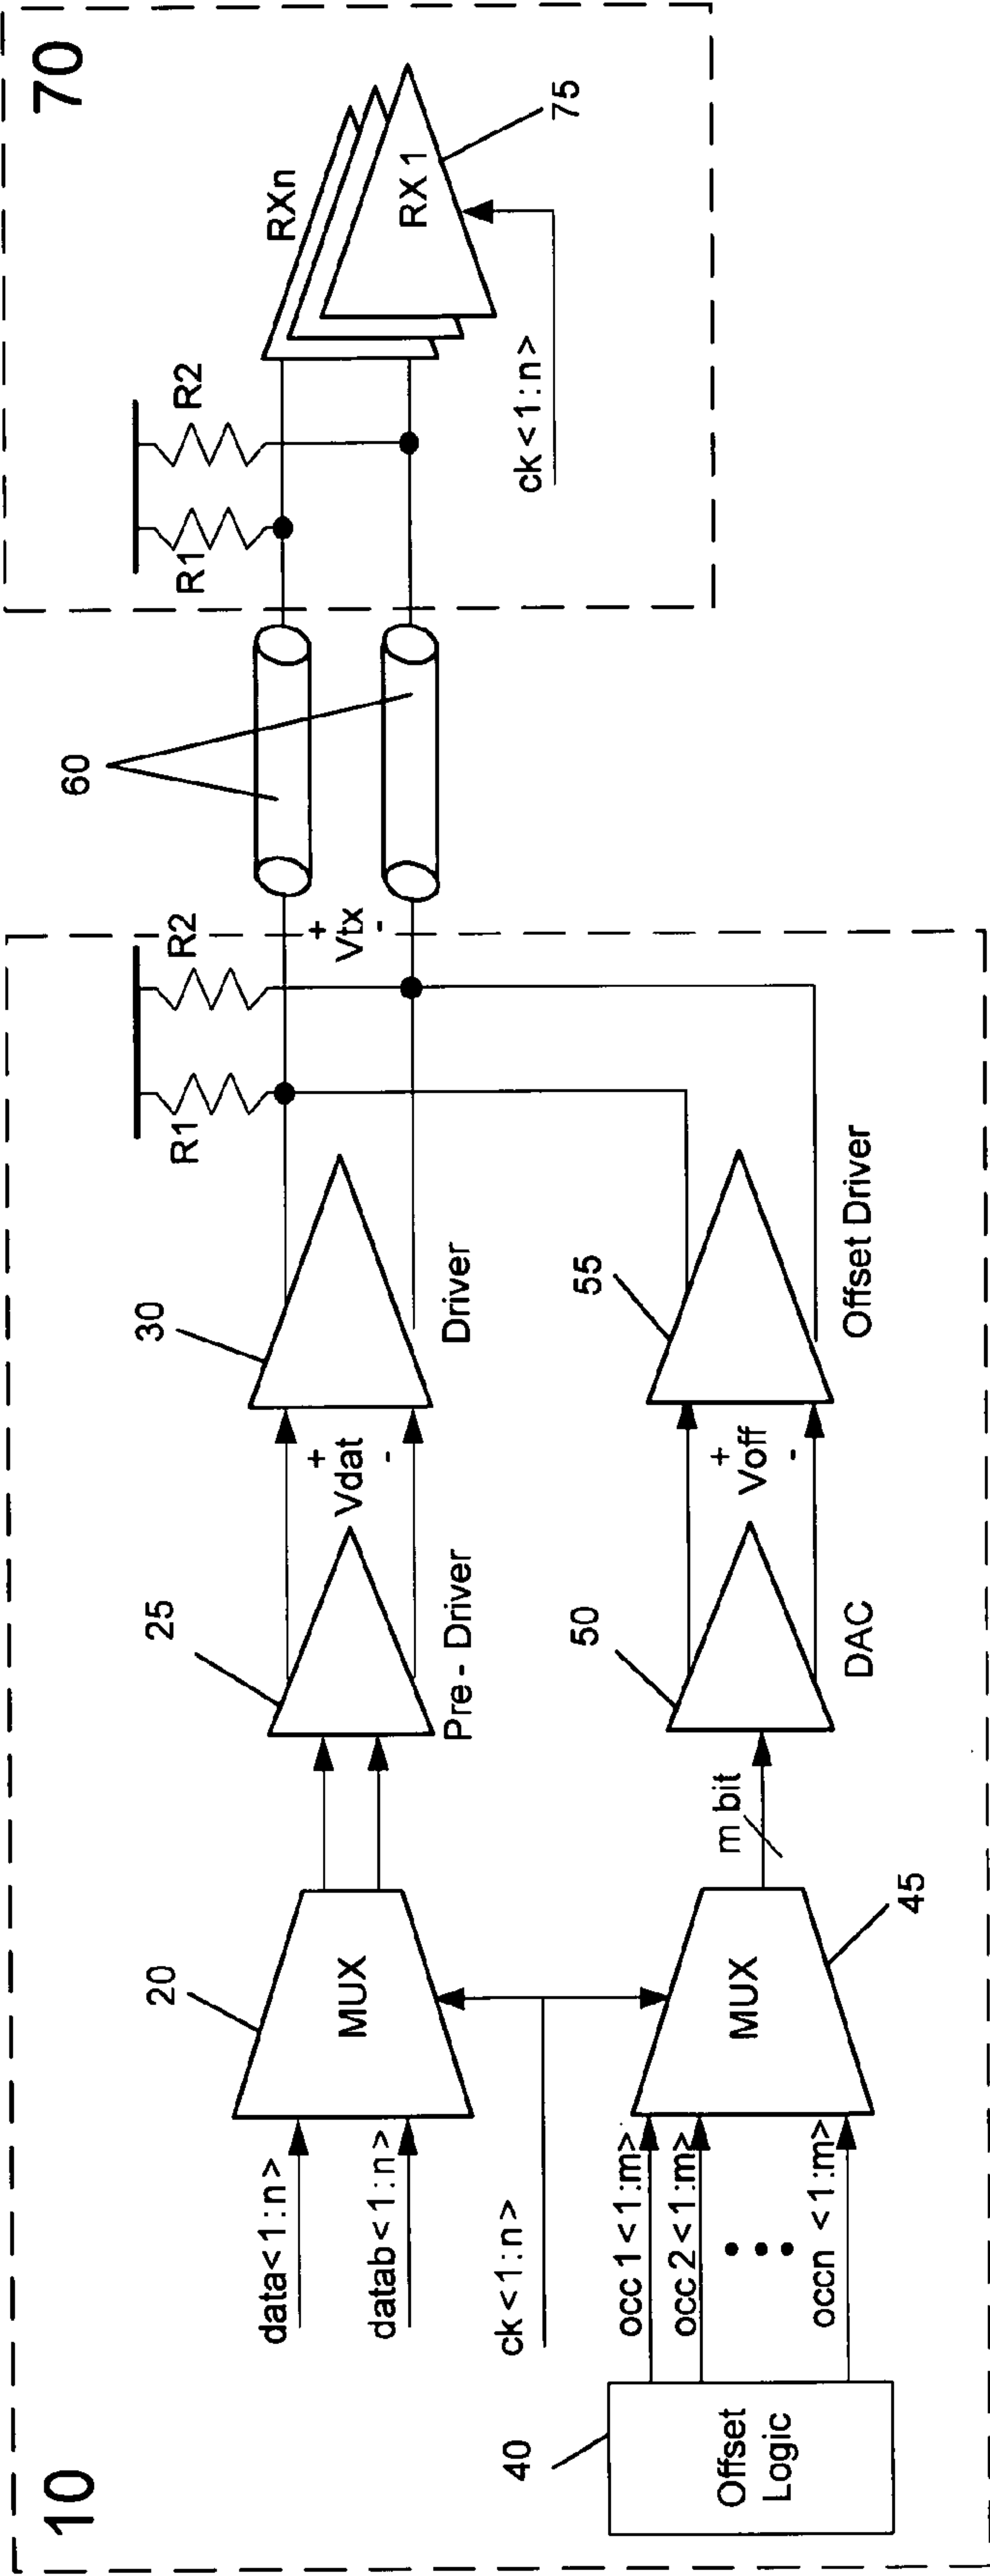 10
70
data<1:n>
datab<1:n>
20
MUX
25
Pre-Driver
+
Vdat
-
30
Driver
R1
R2
+
Vtx
-
60
R1
R2
RXn
RX 1
75
ck<1:n>
ck<1:n>
40
Offset
Logic
occ 1<1:m>
occ 2<1:m>
occn <1:m>
MUX
45
m bit
50
DAC
+
Voff
-
55
Offset Driver